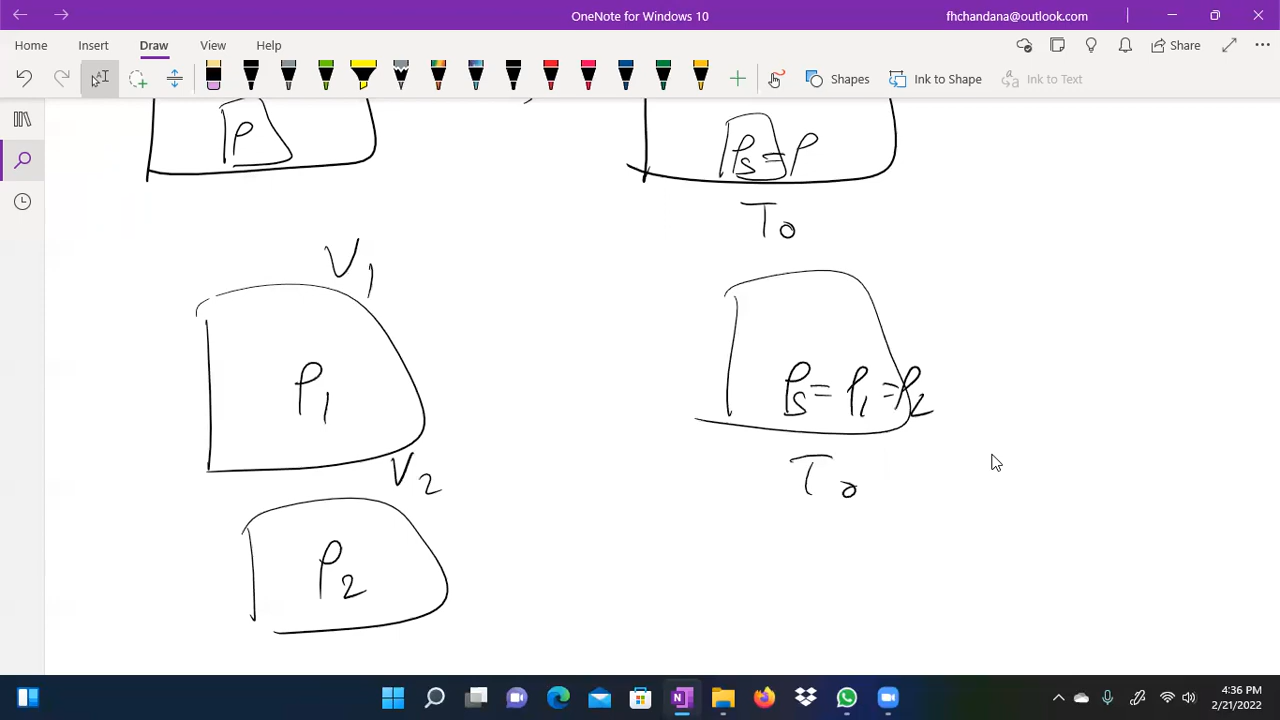 OneNote for Windows 10
fhchandana@outlook.com
Home Insert Draw View Help
Share
Shapes
Ink to Shape
Ink to Text
P
Ps = P
To
V1
P1
Ps = P1 = P2
To
V2
P2
4:36 PM
2/21/2022